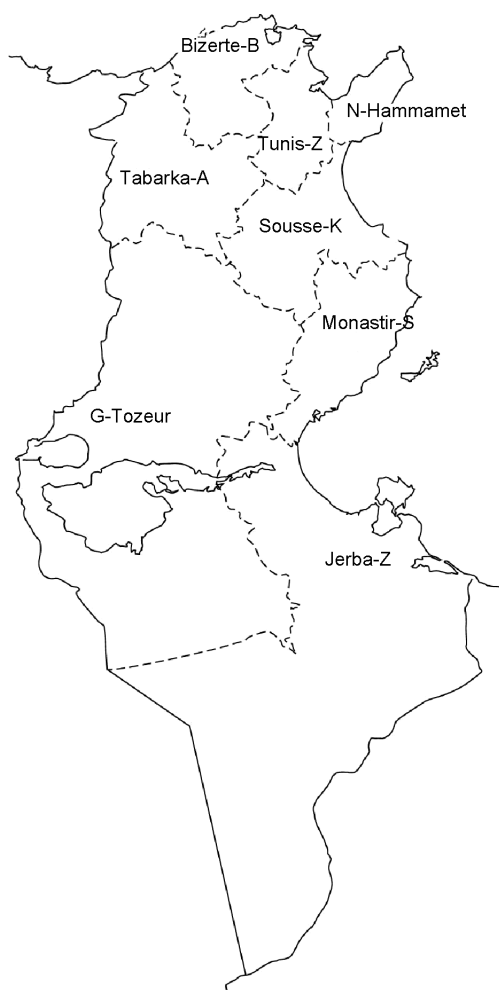 Bizerte-B
N-Hammamet
Tunis-Z
Tabarka-A
Sousse-K
Monastir-S
G-Tozeur
Jerba-Z